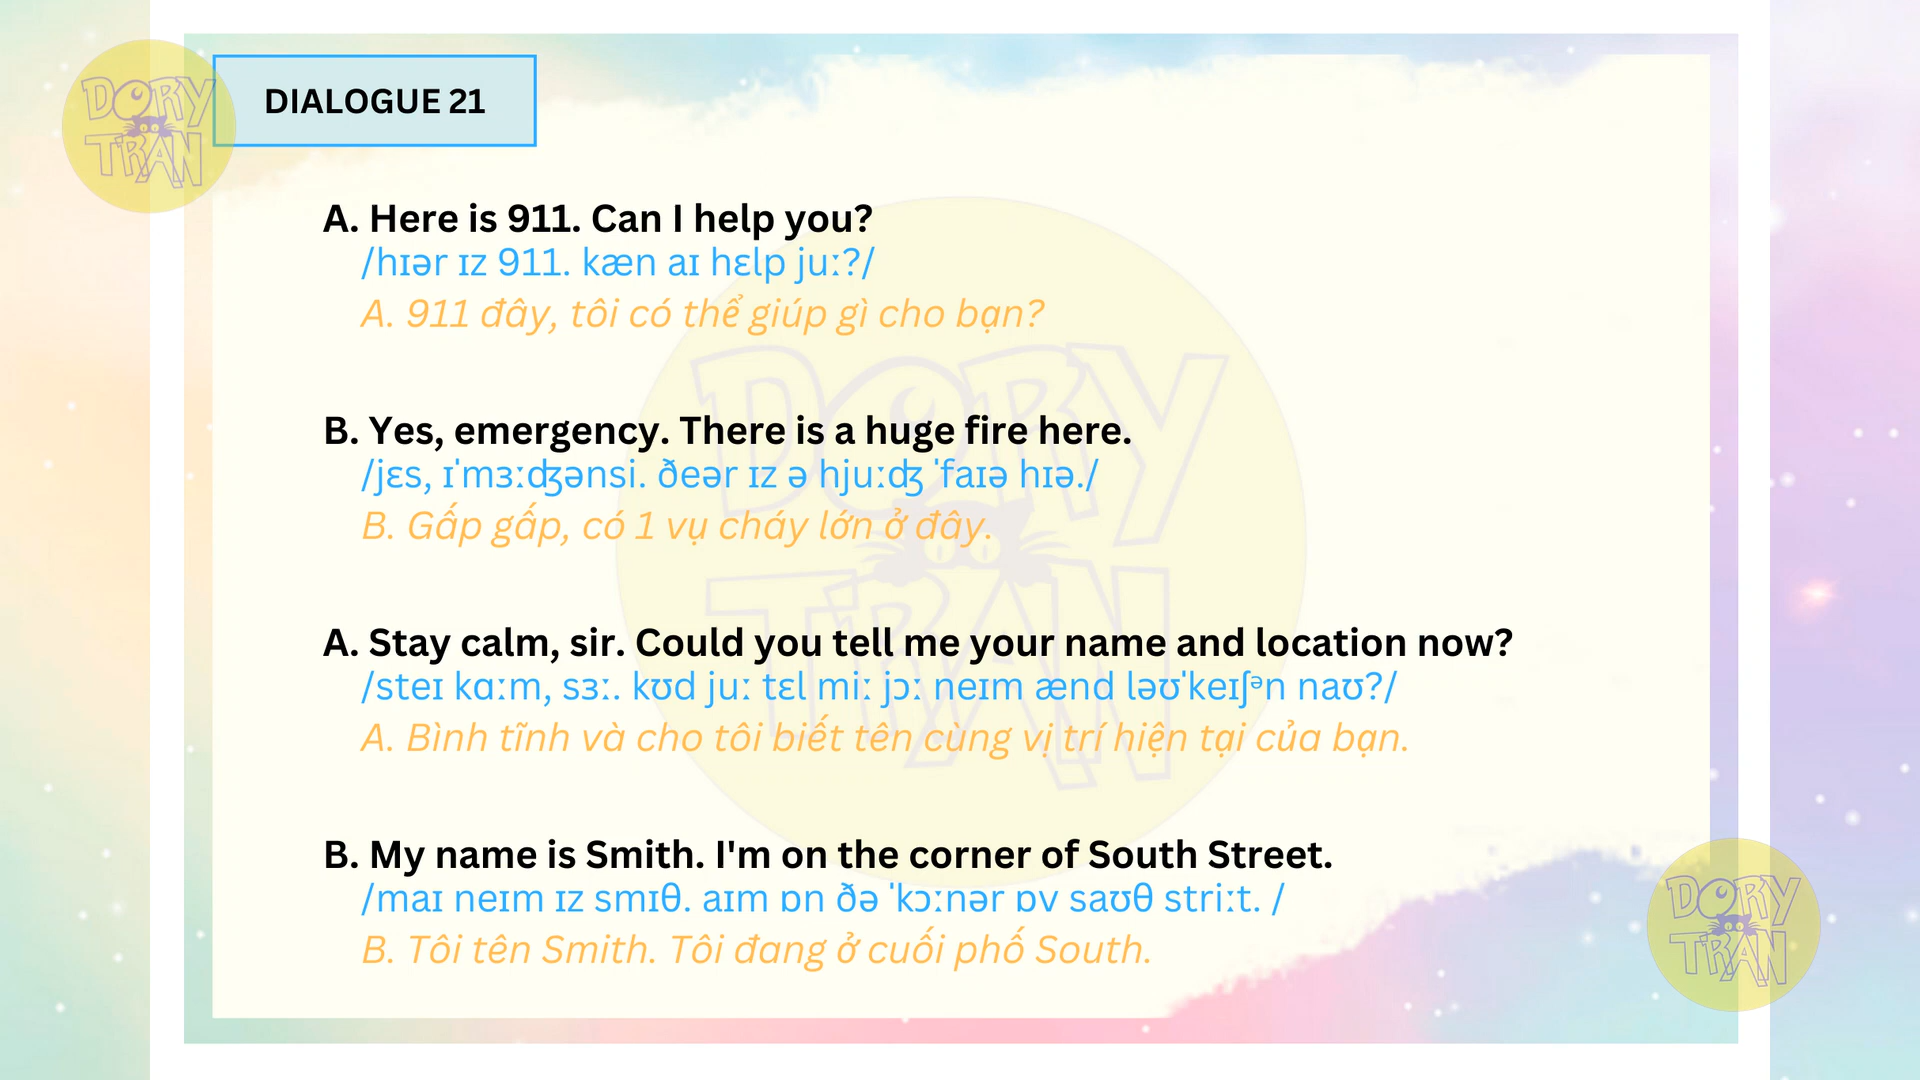 DORY
TRAN
DIALOGUE 21
A. Here is 911. Can I help you?
/hɪər ɪz 911. kæn aɪ hɛlp juː?/
A. 911 đây, tôi có thể giúp gì cho bạn?
B. Yes, emergency. There is a huge fire here.
/jɛs, ɪˈmɜːʤənsi. ðeər ɪz ə hjuːʤ ˈfaɪə hɪə./
B. Gấp gấp, có 1 vụ cháy lớn ở đây.
A. Stay calm, sir. Could you tell me your name and location now?
/steɪ kɑːm, sɜː. kʊd juː tɛl miː jɔː neɪm ænd ləʊˈkeɪʃᵊn naʊ?/
A. Bình tĩnh và cho tôi biết tên cùng vị trí hiện tại của bạn.
B. My name is Smith. I'm on the corner of South Street.
/maɪ neɪm ɪz smɪθ. aɪm ɒn ðə ˈkɔːnər ɒv saʊθ striːt. /
B. Tôi tên Smith. Tôi đang ở cuối phố South.
DORY
TRAN
DORY
TRAN